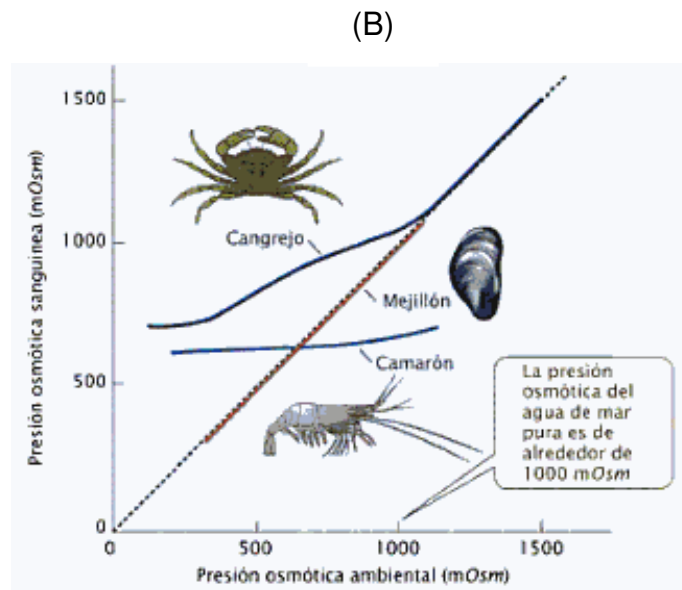 (B)
Presión osmótica sanguínea (mOsm)
1500
1000
500
0
Cangrejo
Mejillón
Camarón
La presión
osmótica del
agua de mar
pura es de
alrededor de
1000 mOsm
0
500
1000
1500
Presión osmótica ambiental (mOsm)